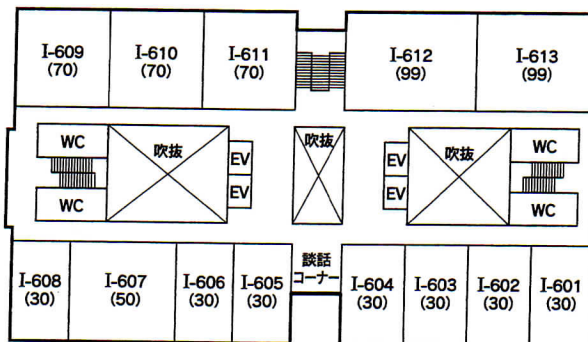 I-609
(70)
I-610
(70)
I-611
(70)
I-612
(99)
I-613
(99)
WC
吹抜
EV
吹抜
EV
吹抜
WC
WC
EV
EV
WC
I-608
(30)
I-607
(50)
I-606
(30)
I-605
(30)
談話
コーナー
I-604
(30)
I-603
(30)
I-602
(30)
I-601
(30)